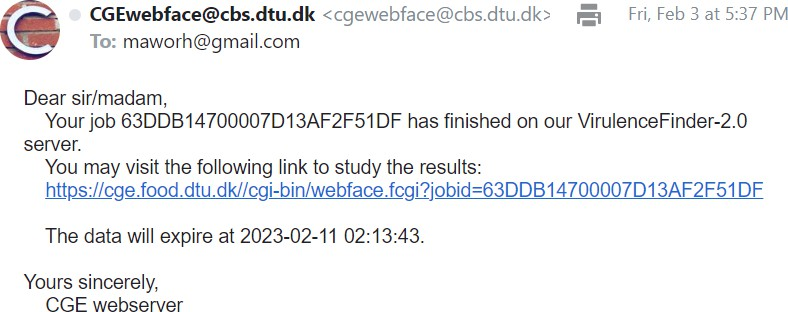 CGEwebface@cbs.dtu.dk <cgewebface@cbs.dtu.dk> Fri, Feb 3 at 5:37 PM
To: maworh@gmail.com
Dear sir/madam,
Your job 63DDB14700007D13AF2F51DF has finished on our VirulenceFinder-2.0
server.
You may visit the following link to study the results:
https://cge.food.dtu.dk//cgi-bin/webface.fcgi?jobid=63DDB14700007D13AF2F51DF
The data will expire at 2023-02-11 02:13:43.
Yours sincerely,
CGE webserver